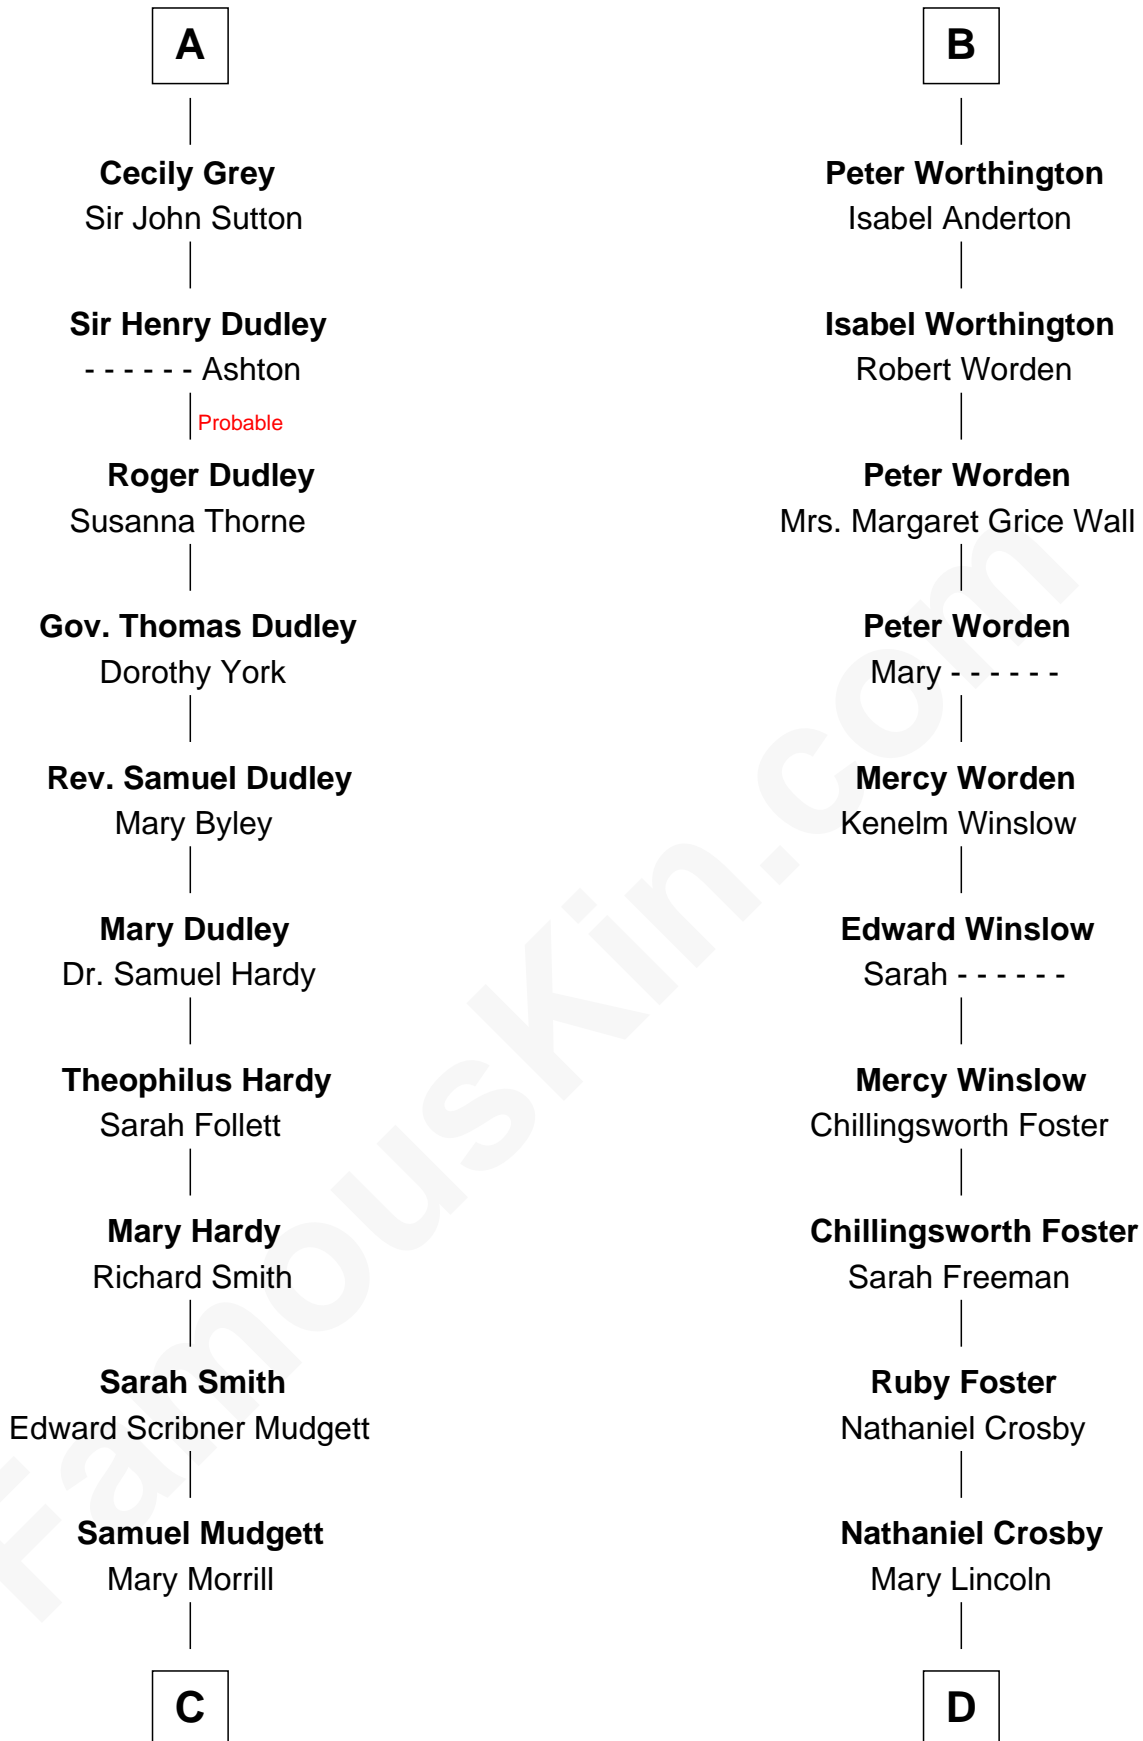 A
Cecily Grey
Sir John Sutton
Sir Henry Dudley
- - - - - - Ashton
Probable
Roger Dudley
Susanna Thorne
Gov. Thomas Dudley
Dorothy York
Rev. Samuel Dudley
Mary Byley
Mary Dudley
Dr. Samuel Hardy
Theophilus Hardy
Sarah Follett
Mary Hardy
Richard Smith
Sarah Smith
Edward Scribner Mudgett
Samuel Mudgett
Mary Morrill
C
B
Peter Worthington
Isabel Anderton
Isabel Worthington
Robert Worden
Peter Worden
Mrs. Margaret Grice Wall
Peter Worden
Mary - - - - - -
Mercy Worden
Kenelm Winslow
Edward Winslow
Sarah - - - - - -
Mercy Winslow
Chillingsworth Foster
Chillingsworth Foster
Sarah Freeman
Ruby Foster
Nathaniel Crosby
Nathaniel Crosby
Mary Lincoln
D
FamousKin.com